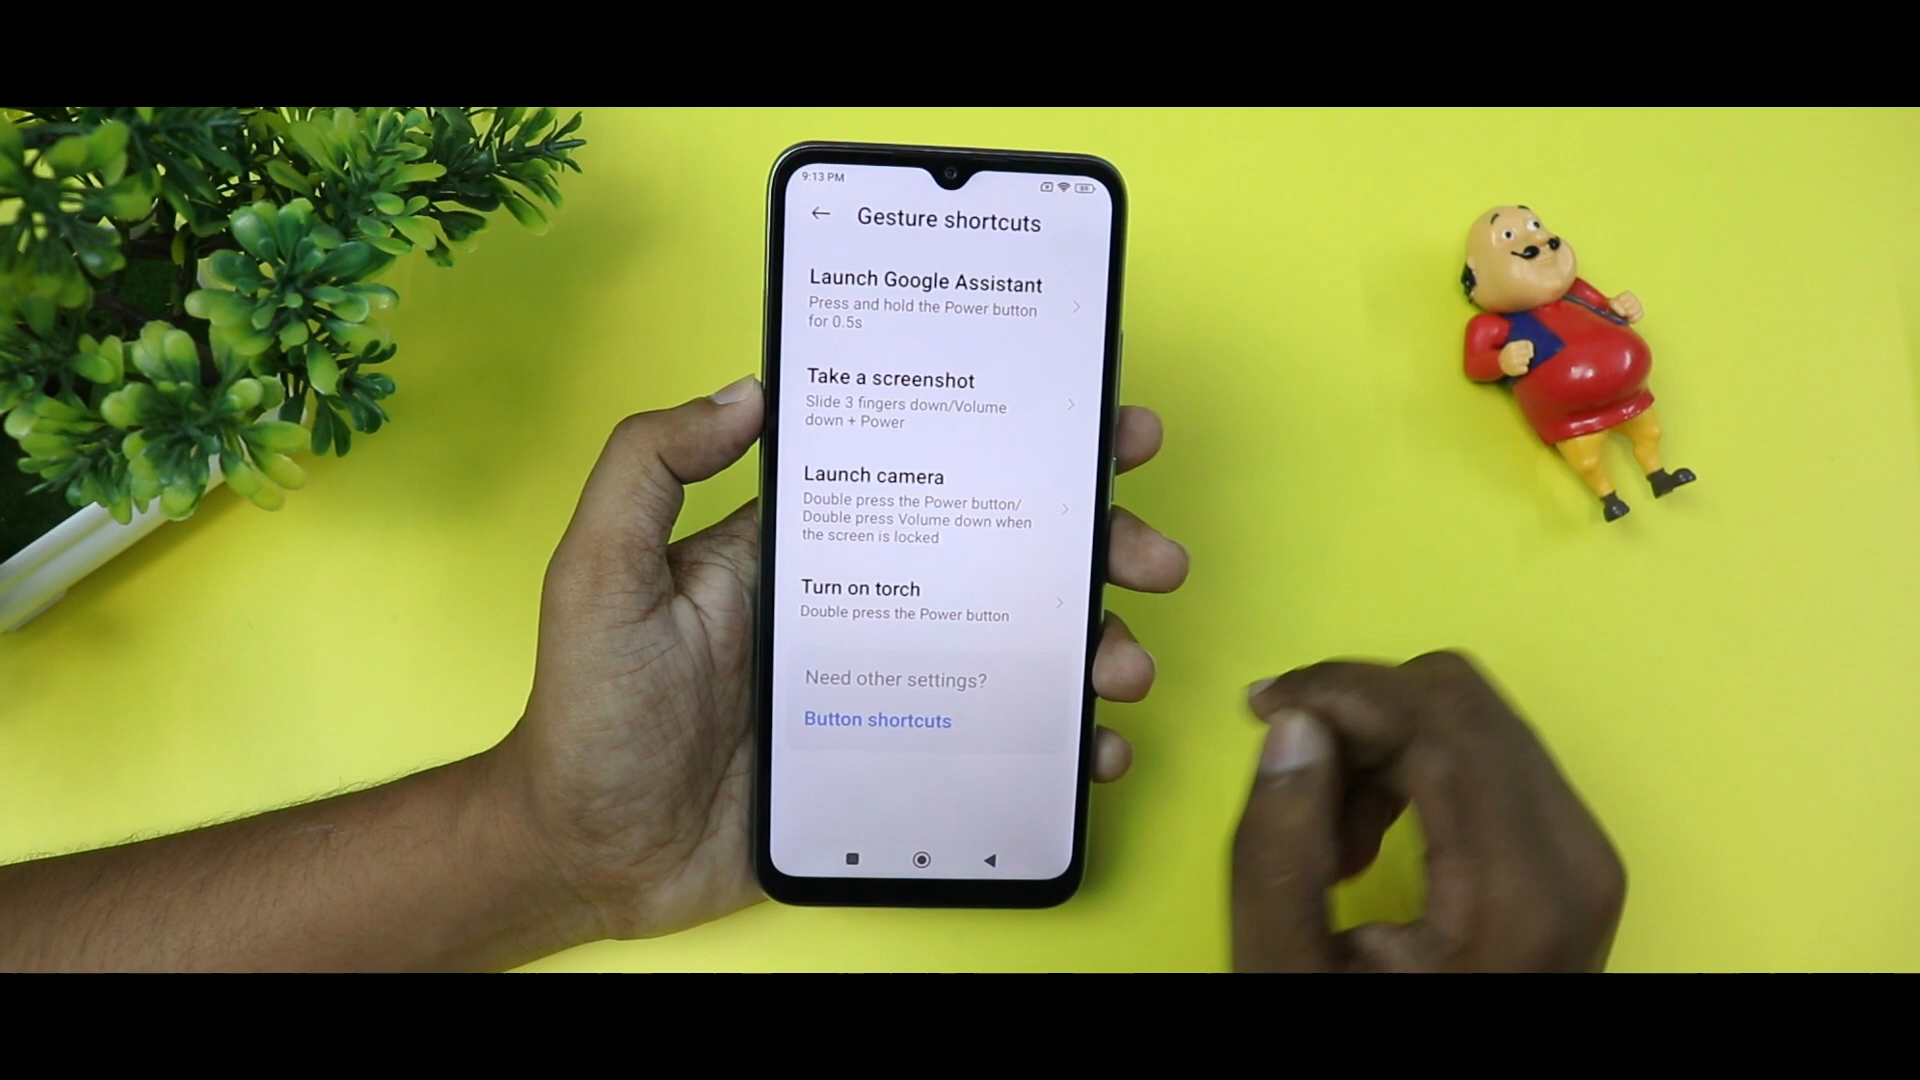 9:13 PM
Gesture shortcuts
Launch Google Assistant
Press and hold the Power button
for 0.5s
Take a screenshot
Slide 3 fingers down/Volume
down + Power
Launch camera
Double press the Power button/
Double press Volume down when
the screen is locked
Turn on torch
Double press the Power button
Need other settings?
Button shortcuts